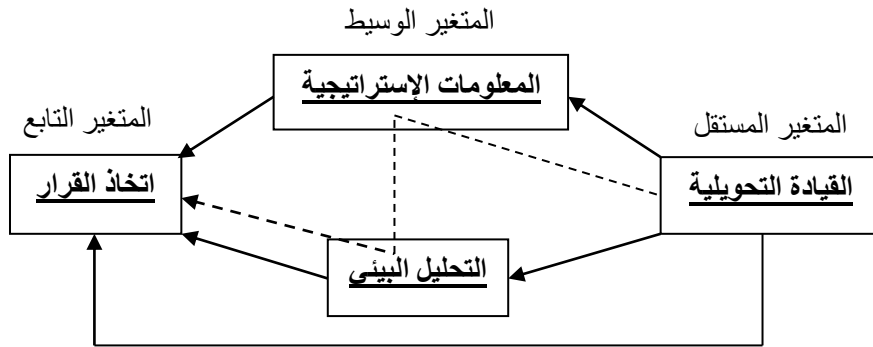 المتغير الوسيط
المعلومات الإستراتيجية
المتغير المستقل
المتغير التابع
القيادة التحويلية
اتخاذ القرار
التحليل البيئي